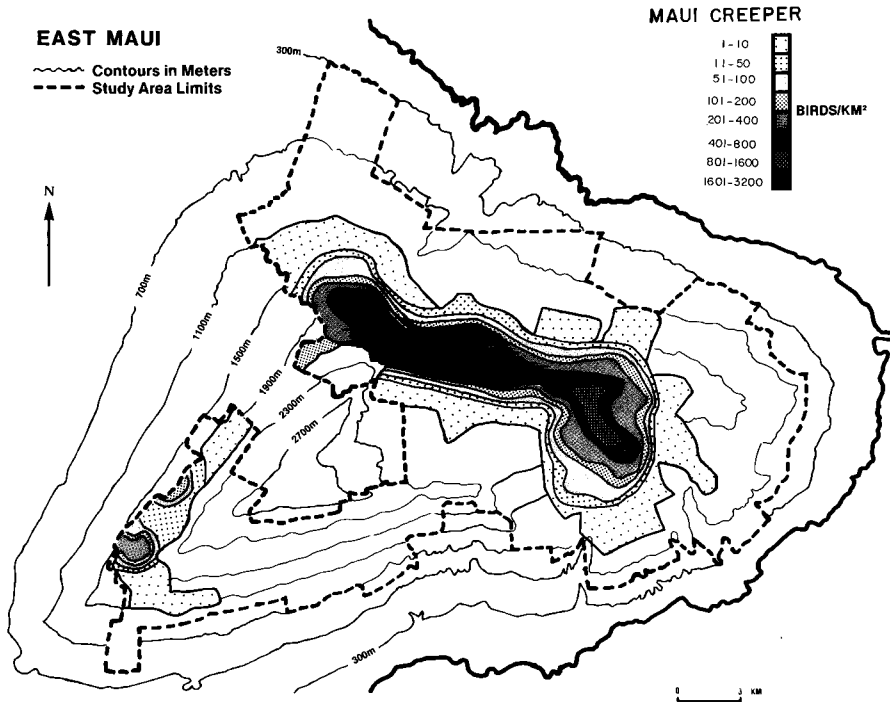 EAST MAUI
Contours in Meters
Study Area Limits
N
MAUI CREEPER
1-10
11-50
51-100
101-200
201-400
401-800
801-1600
1601-3200
BIRDS/KM²
300m
700m
1100m
1500m
1900m
2300m
2700m
300m
0 3 KM